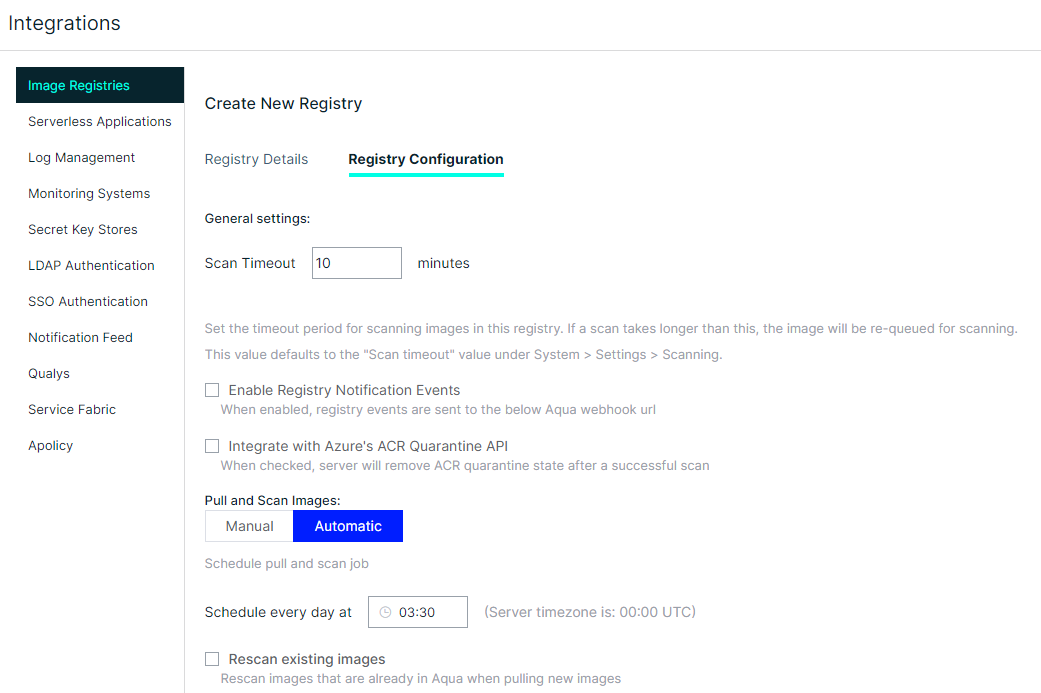 Integrations
Image Registries
Serverless Applications
Log Management
Monitoring Systems
Secret Key Stores
LDAP Authentication
SSO Authentication
Notification Feed
Qualys
Service Fabric
Apolicy
Create New Registry
Registry Details
Registry Configuration
General settings:
Scan Timeout 10 minutes
Set the timeout period for scanning images in this registry. If a scan takes longer than this, the image will be re-queued for scanning.
This value defaults to the "Scan timeout" value under System > Settings > Scanning.
Enable Registry Notification Events
When enabled, registry events are sent to the below Aqua webhook url
Integrate with Azure's ACR Quarantine API
When checked, server will remove ACR quarantine state after a successful scan
Pull and Scan Images:
Manual Automatic
Schedule pull and scan job
Schedule every day at 03:30 (Server timezone is: 00:00 UTC)
Rescan existing images
Rescan images that are already in Aqua when pulling new images